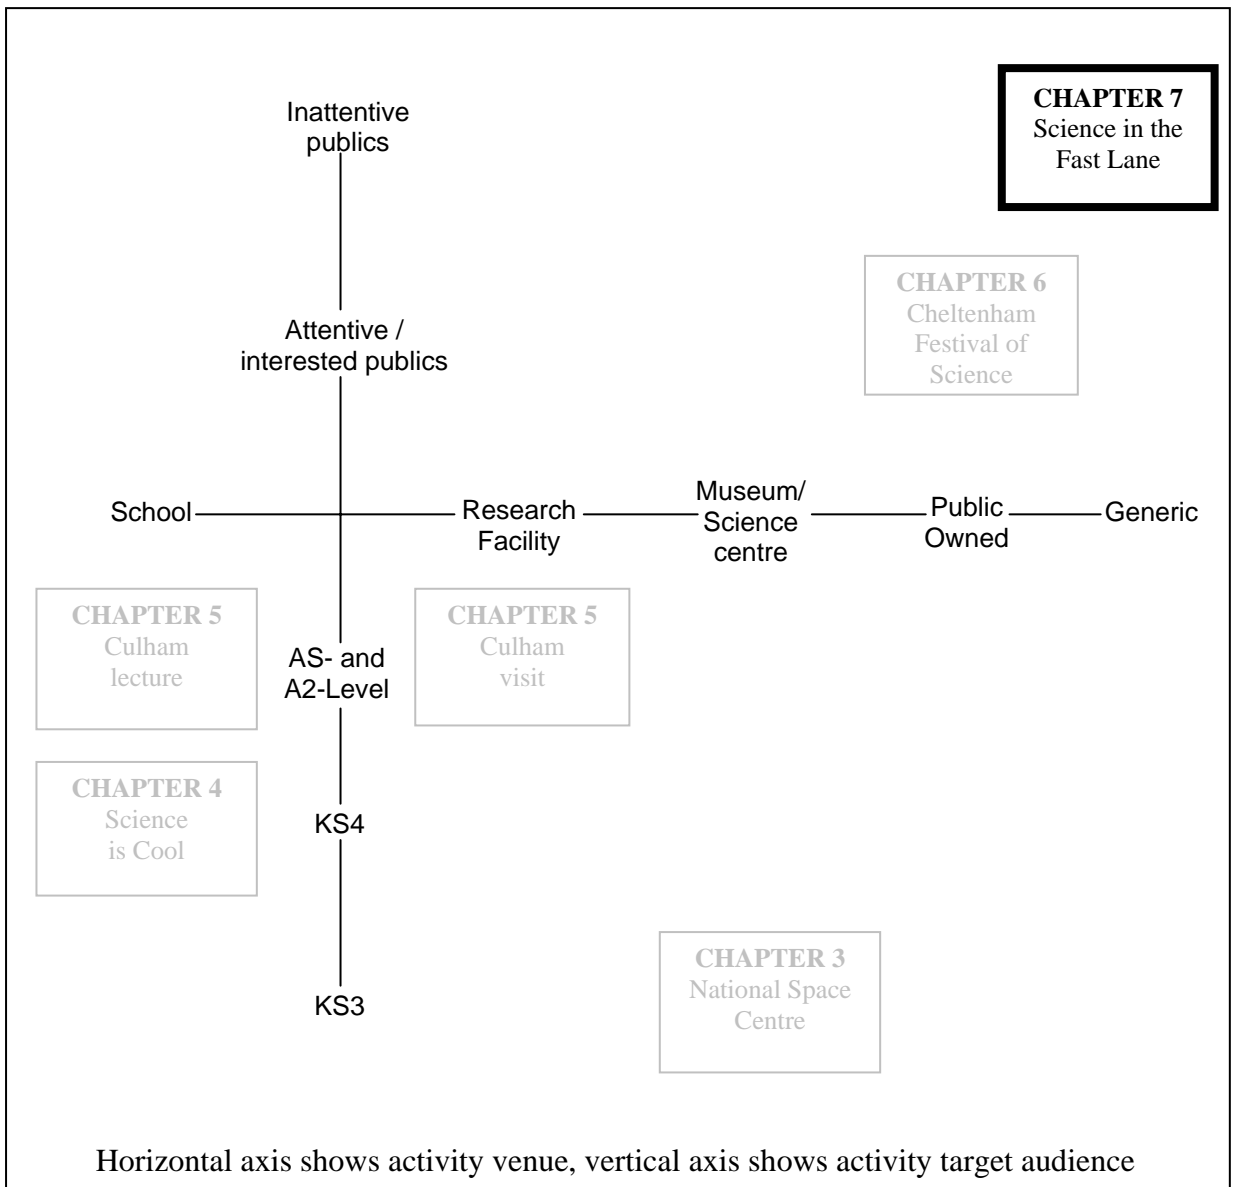 CHAPTER 7
Science in the
Fast Lane
Inattentive
publics
CHAPTER 6
Cheltenham
Festival of
Science
Attentive /
interested publics
School
Research
Facility
Museum/
Science
centre
Public
Owned
Generic
CHAPTER 5
Culham
lecture
AS- and
A2-Level
CHAPTER 5
Culham
visit
CHAPTER 4
Science
is Cool
KS4
CHAPTER 3
National Space
Centre
KS3
Horizontal axis shows activity venue, vertical axis shows activity target audience